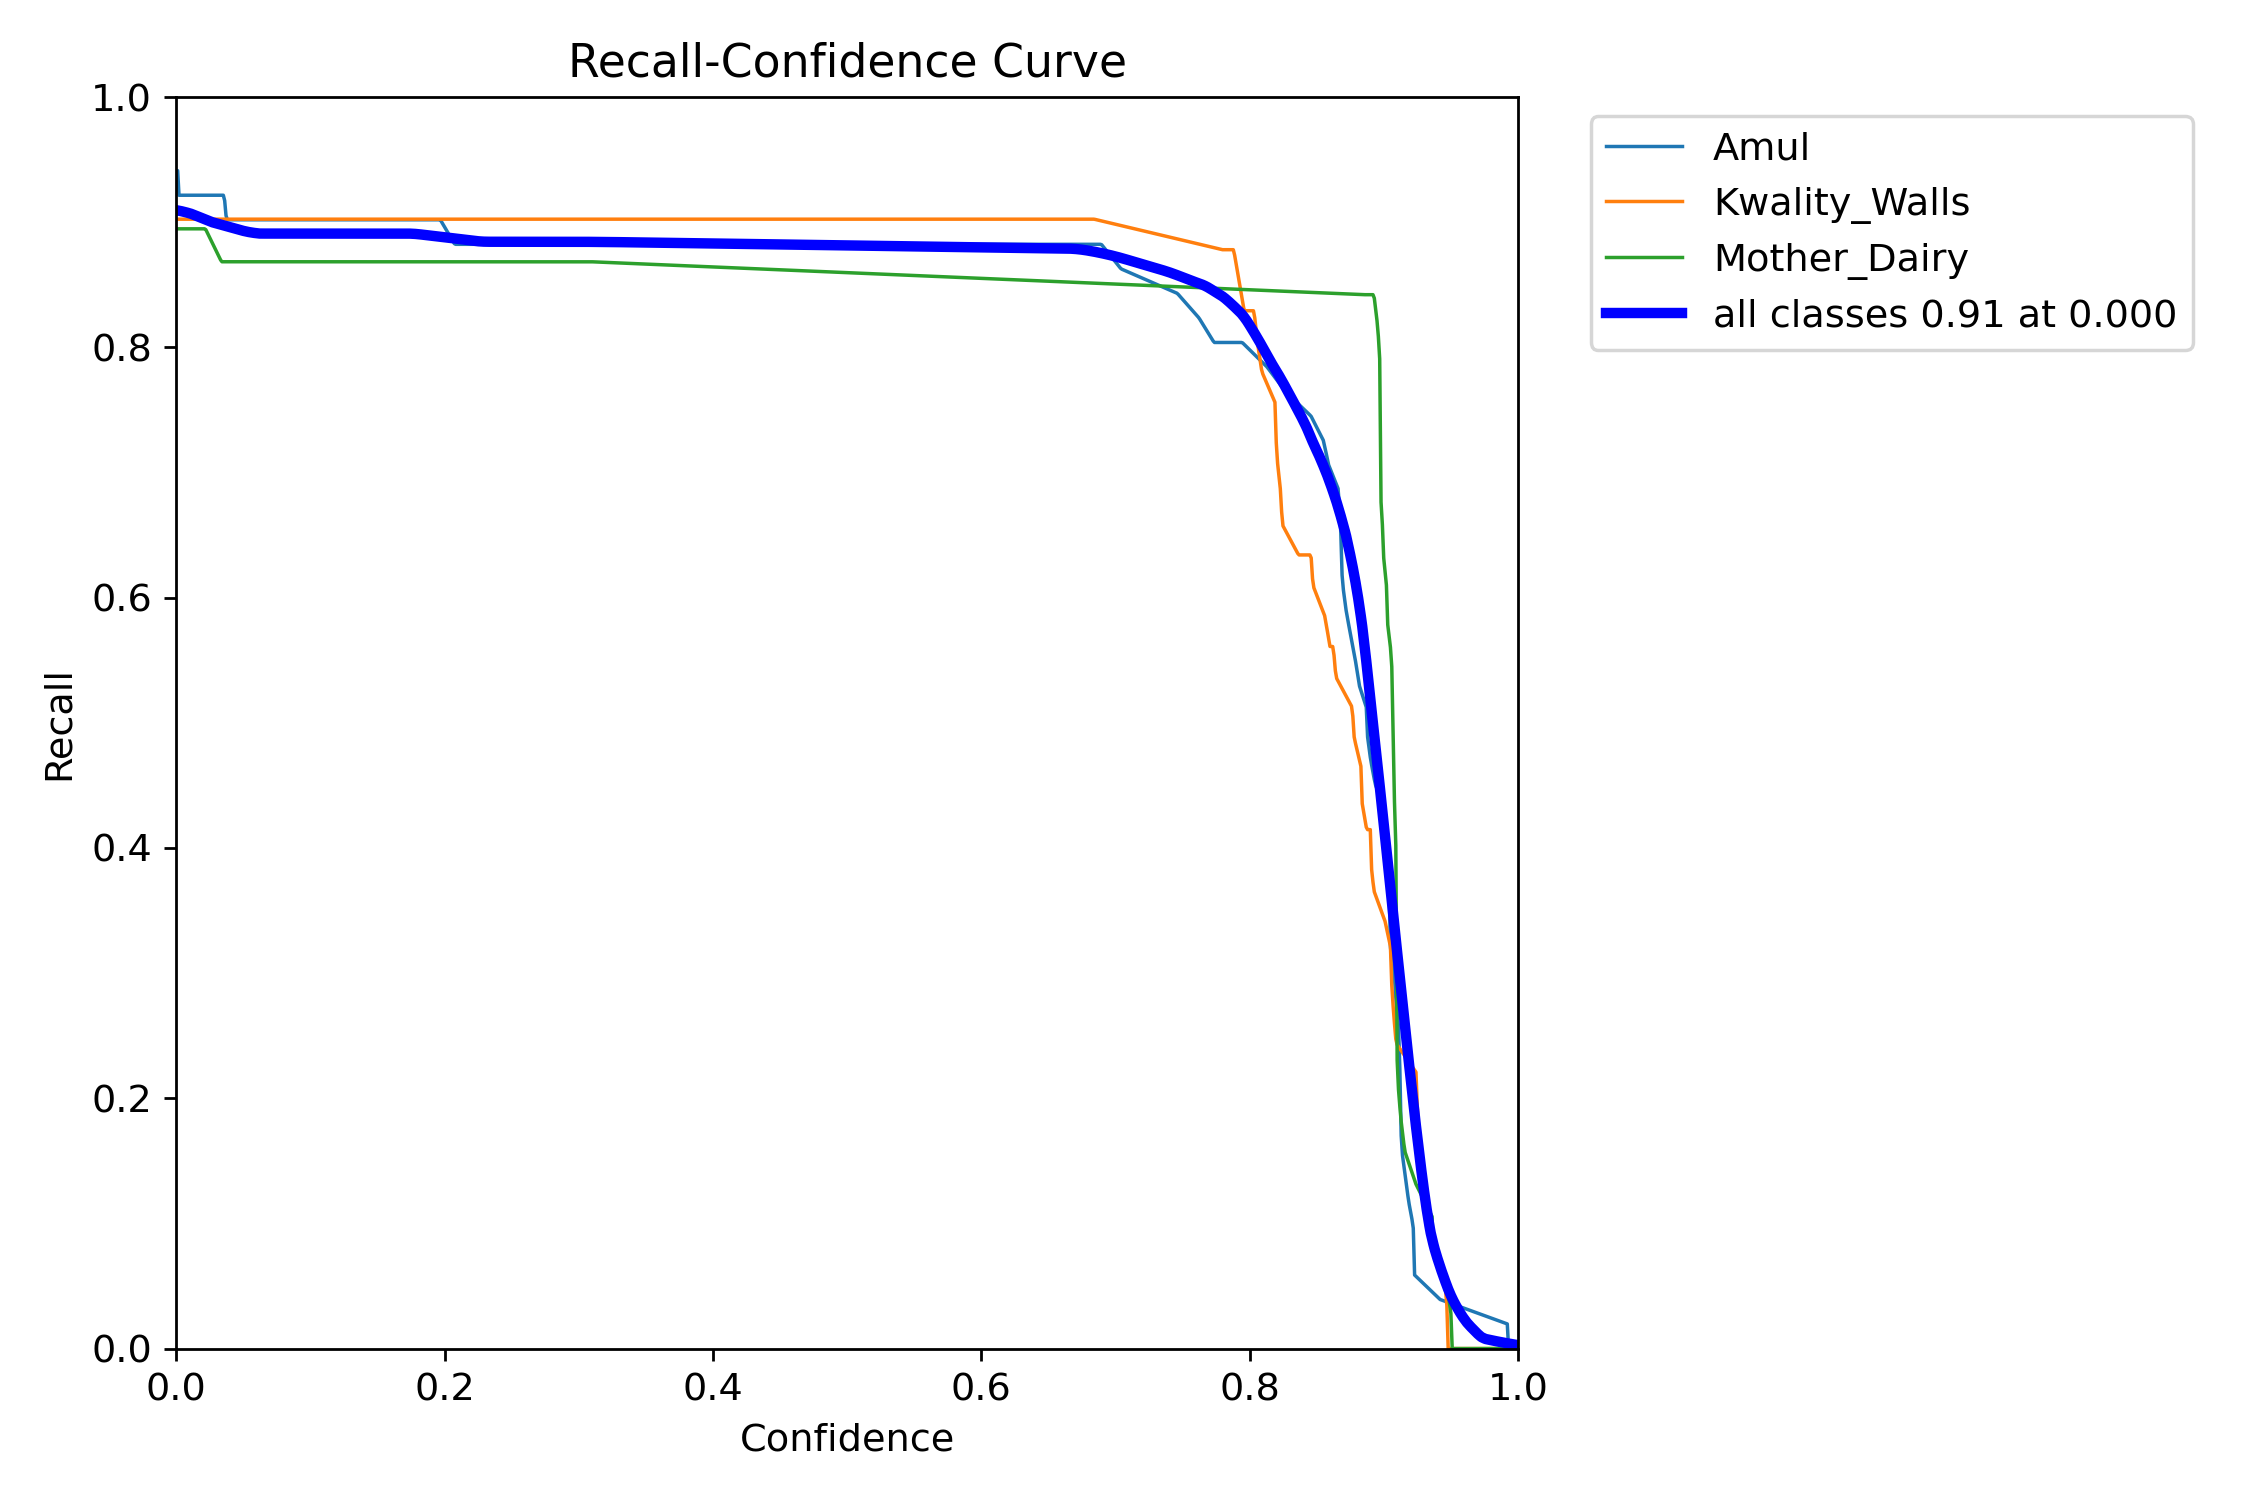 Recall-Confidence Curve
1.0
0.8
0.6
0.4
0.2
0.0
Recall
0.0 0.2 0.4 0.6 0.8 1.0
Confidence
Amul
Kwality_Walls
Mother_Dairy
all classes 0.91 at 0.000